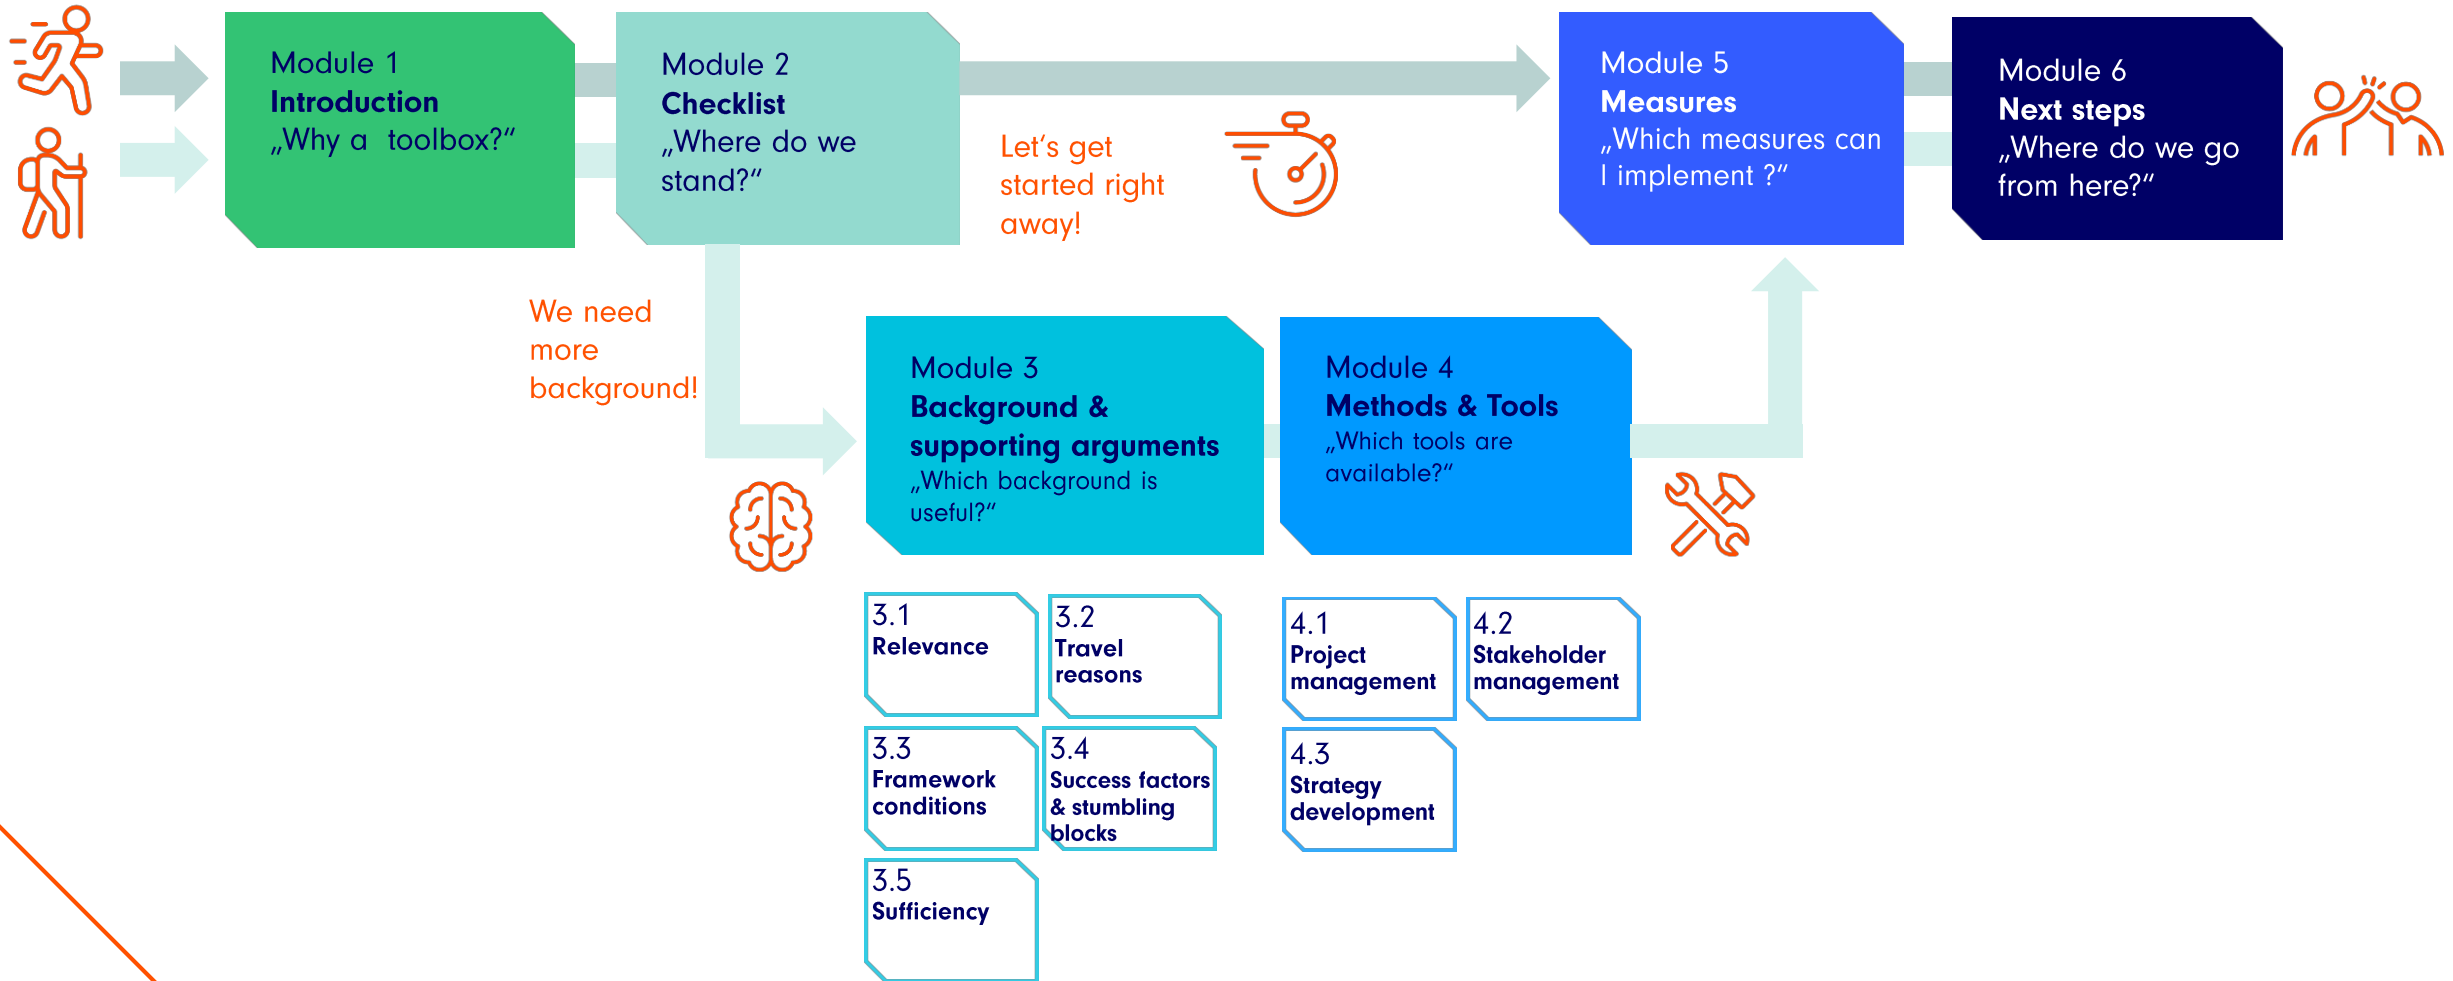 Module 1
Introduction
„Why a toolbox?“
Module 2
Checklist
„Where do we
stand?“
Let‘s get
started right
away!
Module 5
Measures
„Which measures can
I implement ?“
Module 6
Next steps
„Where do we go
from here?“
We need
more
background!
Module 3
Background &
supporting arguments
„Which background is
useful?“
Module 4
Methods & Tools
„Which tools are
available?“
3.1
Relevance
3.2
Travel
reasons
3.3
Framework
conditions
3.4
Success factors
& stumbling
blocks
3.5
Sufficiency
4.1
Project
management
4.2
Stakeholder
management
4.3
Strategy
development